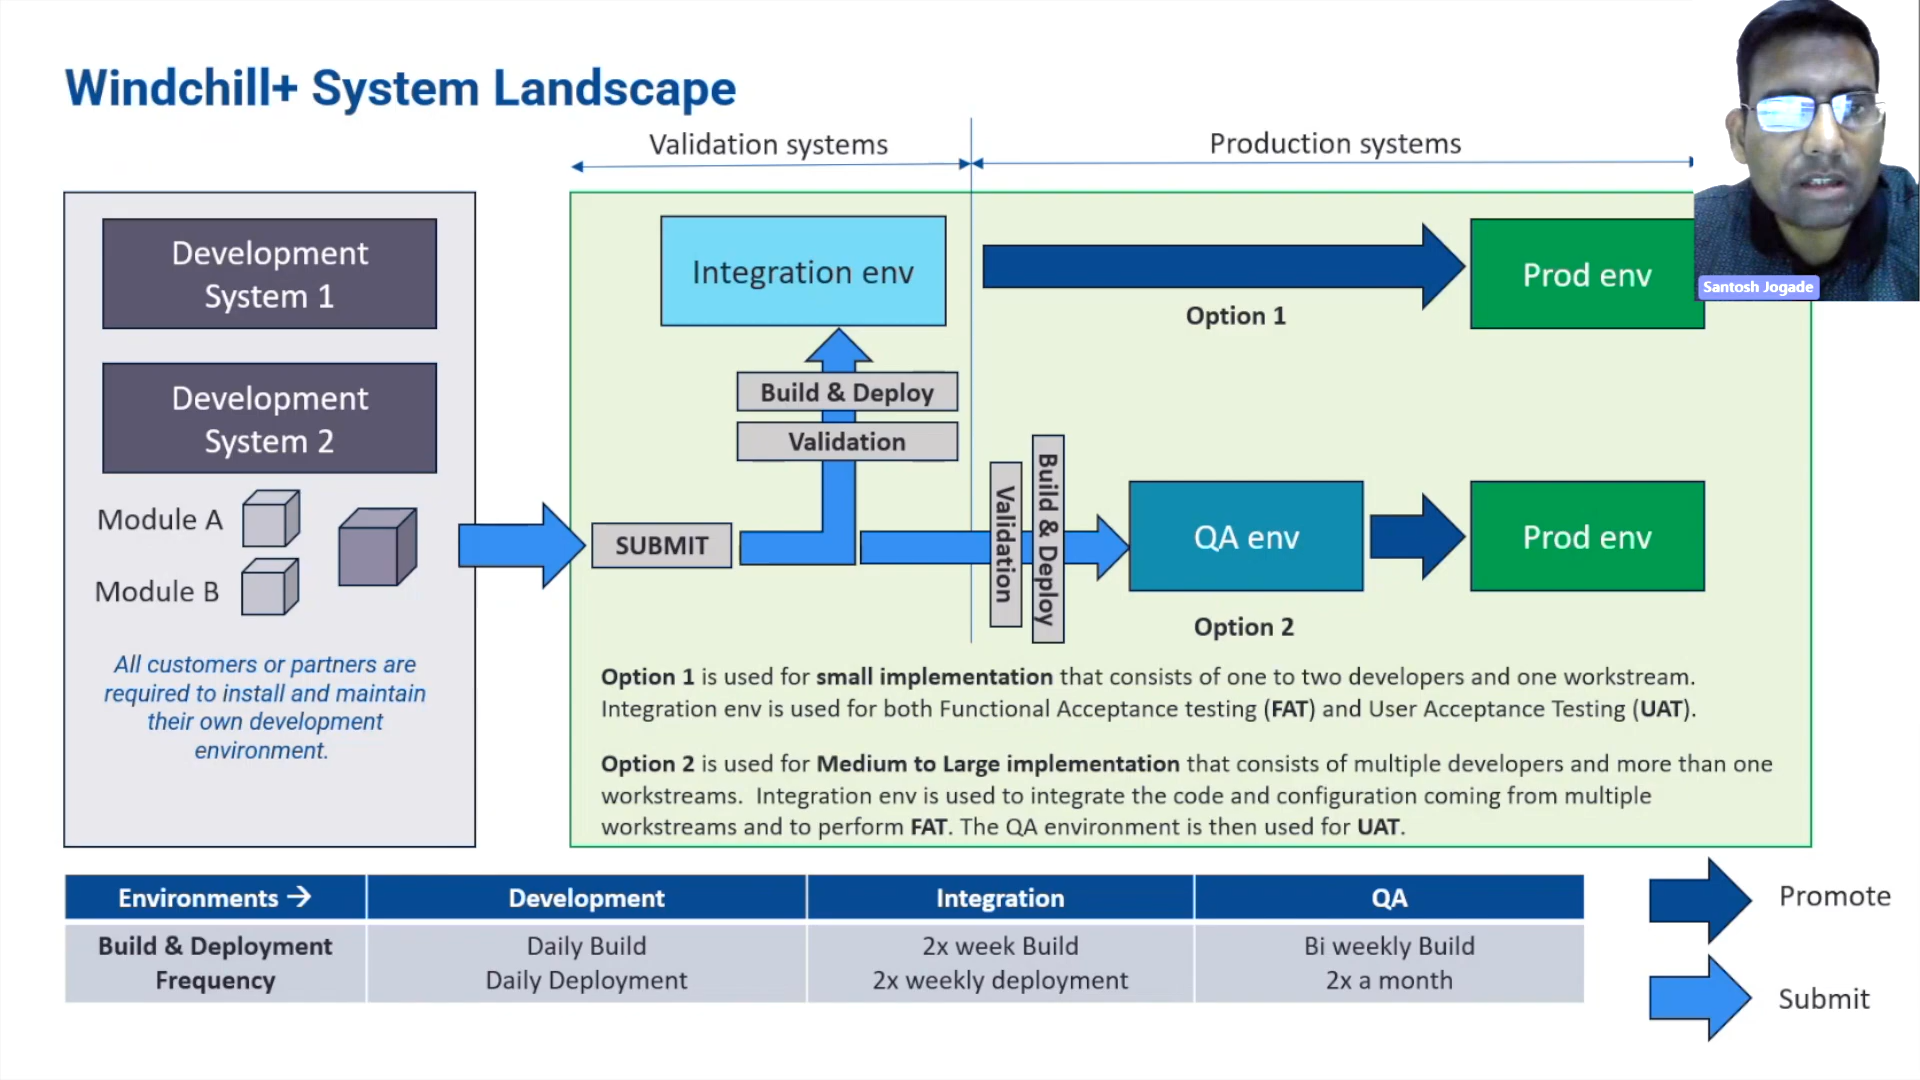 Windchill+ System Landscape
Validation systems
Production systems
Development
System 1
Development
System 2
Module A
Module B
All customers or partners are
required to install and maintain
their own development
environment.
Integration env
Build & Deploy
Validation
SUBMIT
Validation
Build & Deploy
Option 1
Prod env
QA env
Prod env
Option 2
Santosh Jogade
Option 1 is used for small implementation that consists of one to two developers and one workstream.
Integration env is used for both Functional Acceptance testing (FAT) and User Acceptance Testing (UAT).
Option 2 is used for Medium to Large implementation that consists of multiple developers and more than one
workstreams. Integration env is used to integrate the code and configuration coming from multiple
workstreams and to perform FAT. The QA environment is then used for UAT.
Environments → Development Integration QA
Build & Deployment Daily Build 2x week Build Bi weekly Build
Frequency Daily Deployment 2x weekly deployment 2x a month
Promote
Submit